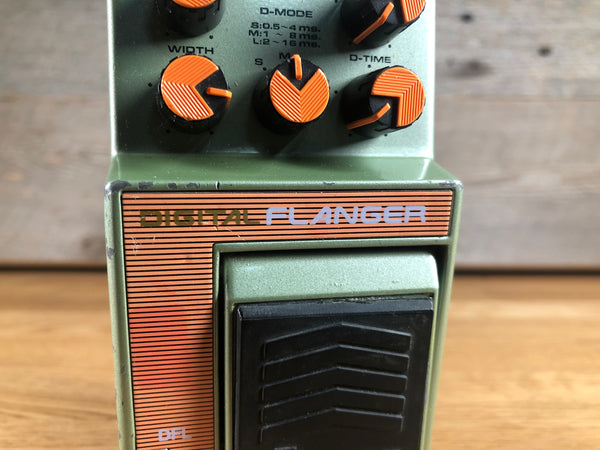 D-MODE
S:0.5~4 ms.
M:1 ~ 8 ms.
L:2~16 ms.
WIDTH
S
M
D-TIME
DIGITAL FLANGER
DFL